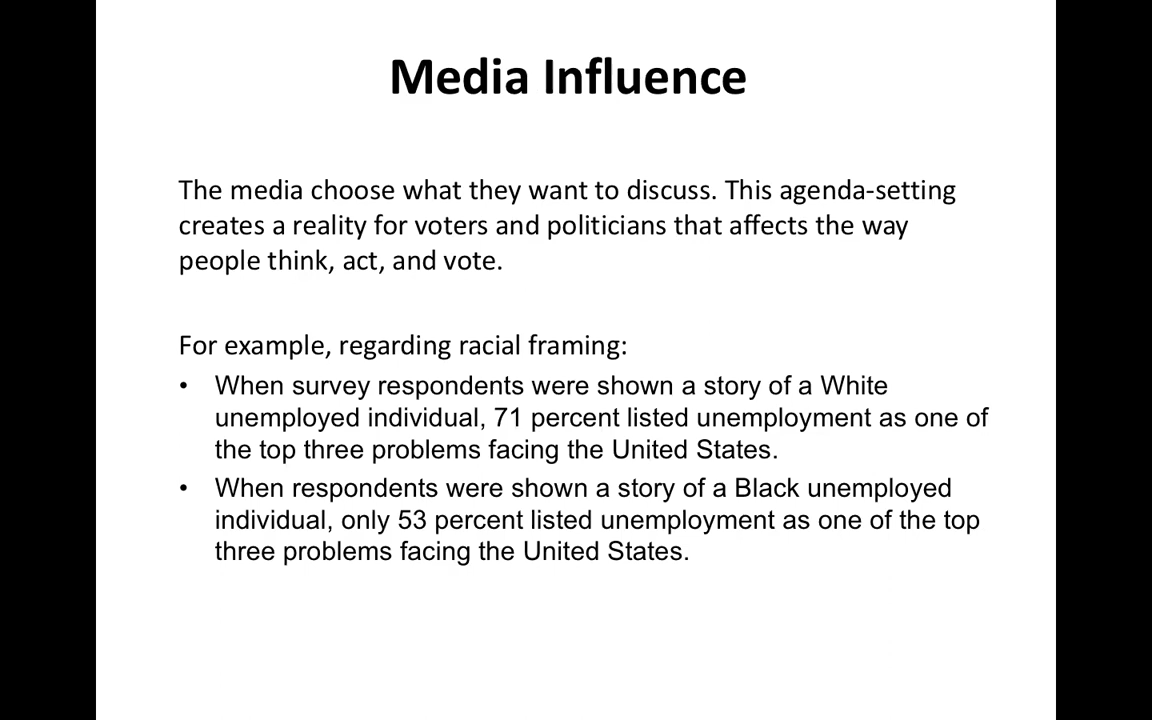 Media Influence
The media choose what they want to discuss. This agenda-setting
creates a reality for voters and politicians that affects the way
people think, act, and vote.
For example, regarding racial framing:
• When survey respondents were shown a story of a White
unemployed individual, 71 percent listed unemployment as one of
the top three problems facing the United States.
• When respondents were shown a story of a Black unemployed
individual, only 53 percent listed unemployment as one of the top
three problems facing the United States.